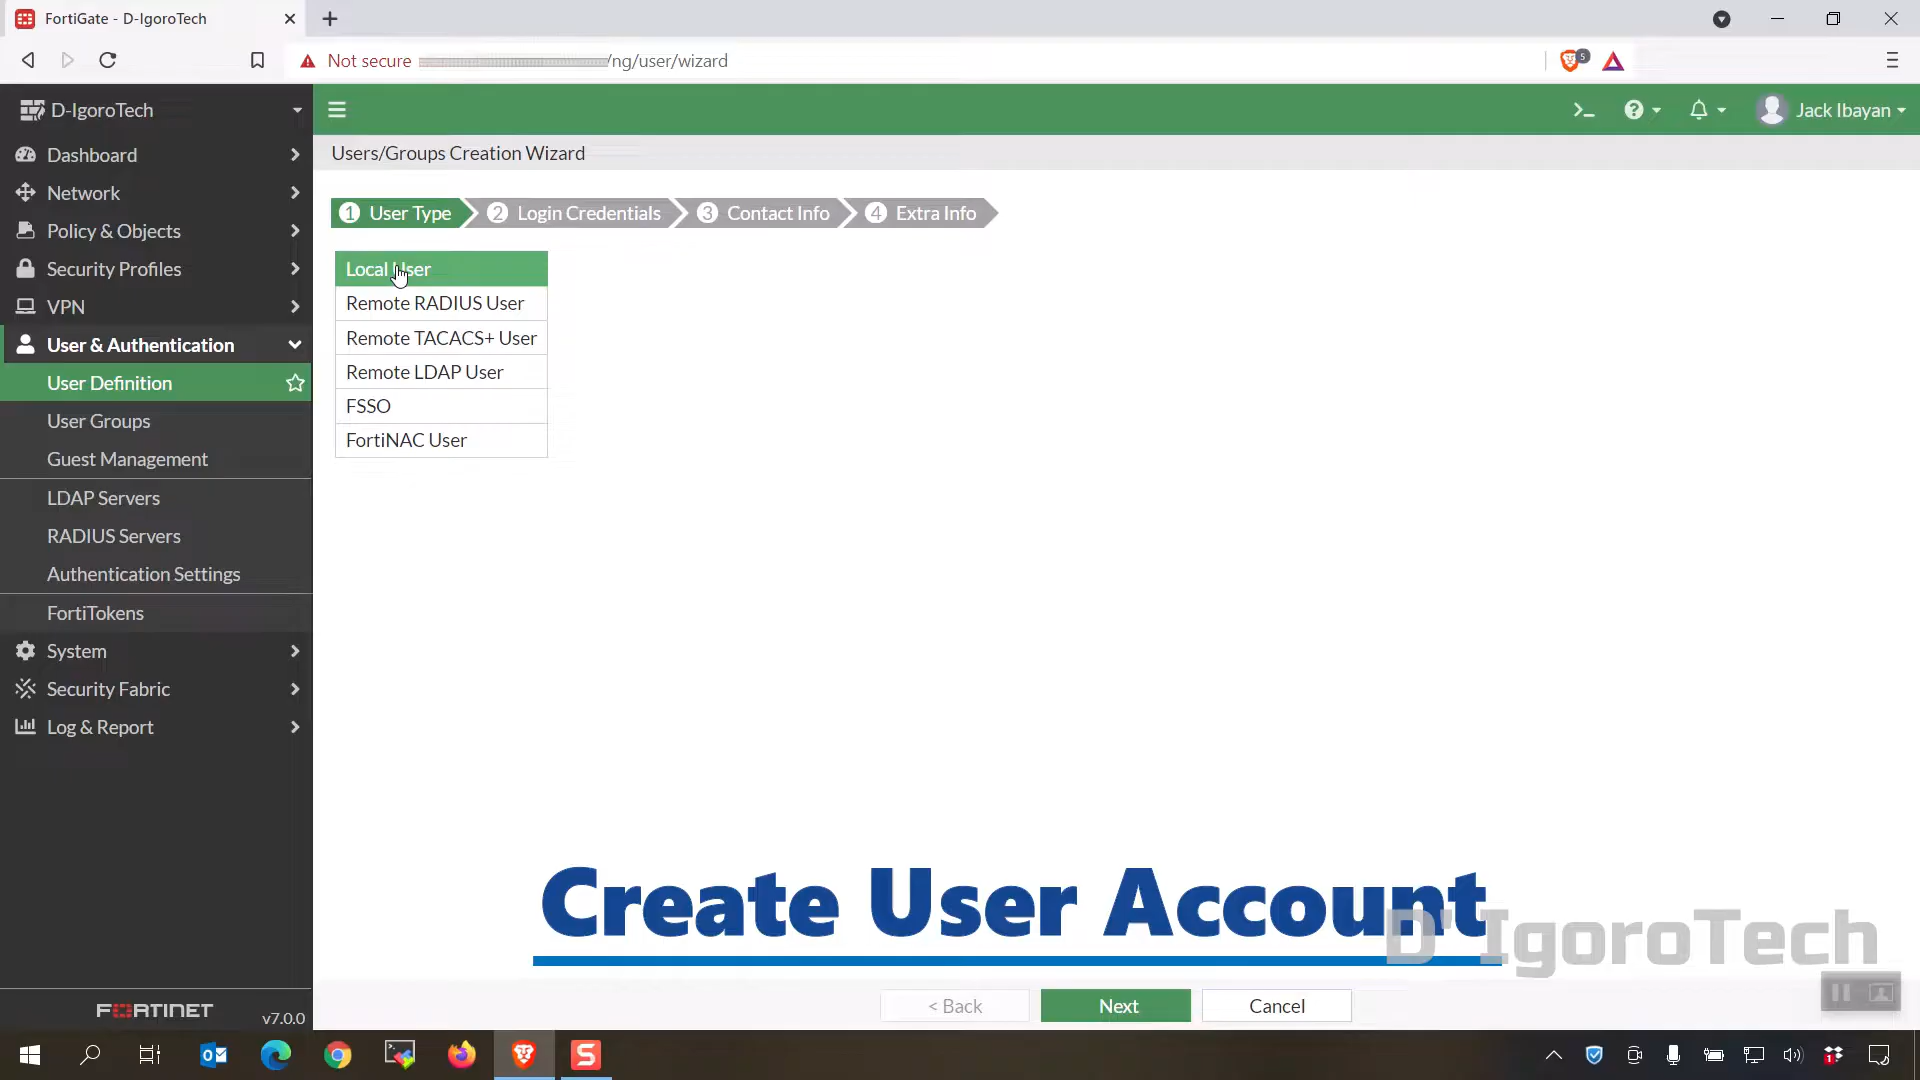 FortiGate - D-IgoroTech
Not secure
/ng/user/wizard
5
D-IgoroTech
Jack Ibayan
Dashboard
Users/Groups Creation Wizard
Network
Policy & Objects
1 User Type 2 Login Credentials 3 Contact Info 4 Extra Info
Security Profiles
VPN
User & Authentication
User Definition
User Groups
Guest Management
LDAP Servers
RADIUS Servers
Authentication Settings
FortiTokens
System
Security Fabric
Log & Report
Local User
Remote RADIUS User
Remote TACACS+ User
Remote LDAP User
FSSO
FortiNAC User
Create User Account
D' IgoroTech
< Back
Next
Cancel
FORTINET
v7.0.0
1